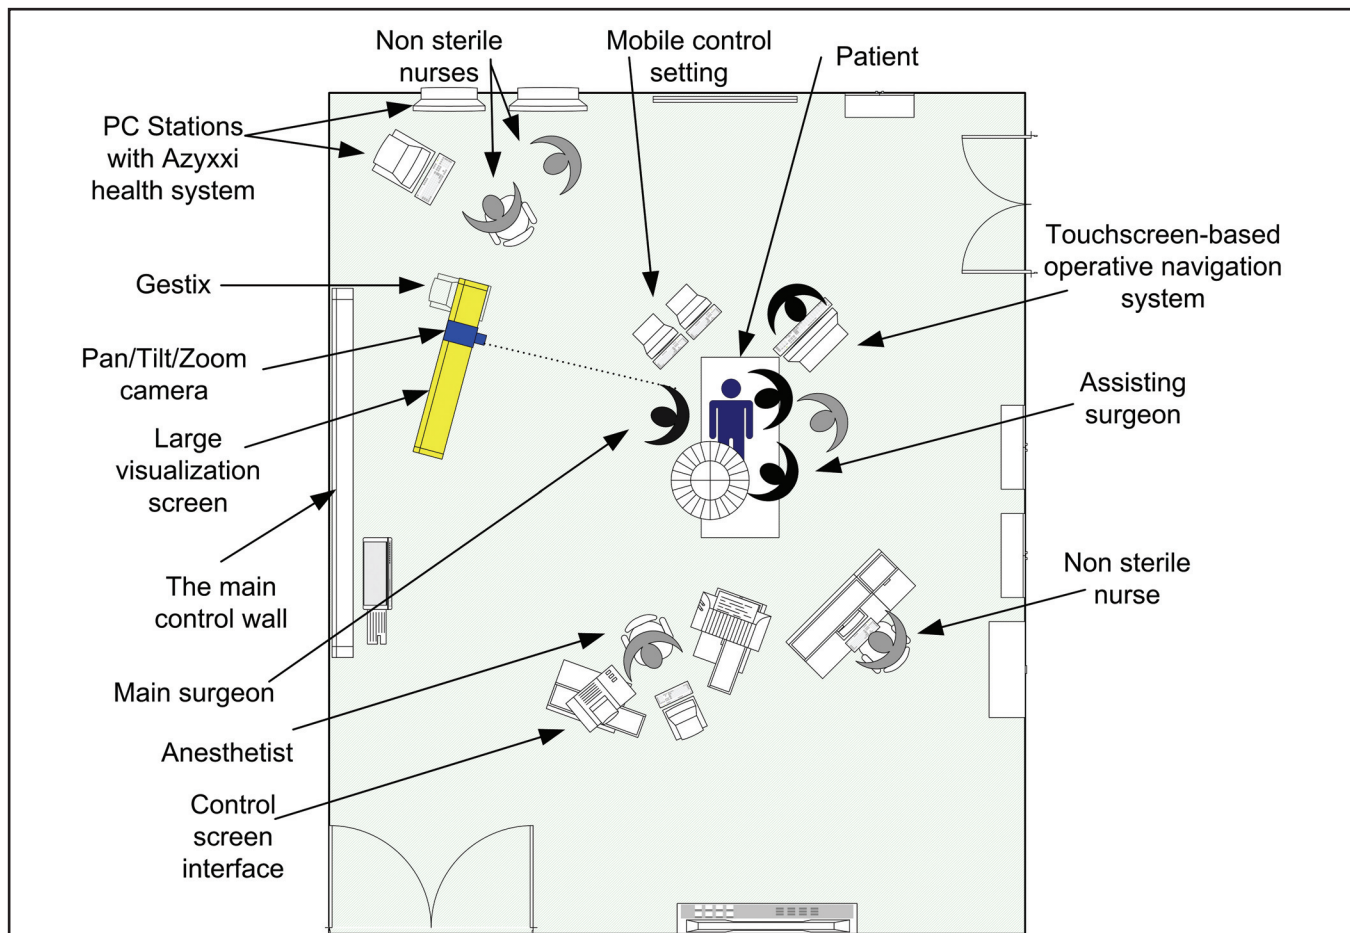 Non sterile
nurses
Mobile control
setting
Patient
PC Stations
with Azyxxi
health system
Touchscreen-based
operative navigation
system
Gestix
Pan/Tilt/Zoom
camera
Assisting
surgeon
Large
visualization
screen
The main
control wall
Non sterile
nurse
Main surgeon
Anesthetist
Control
screen
interface